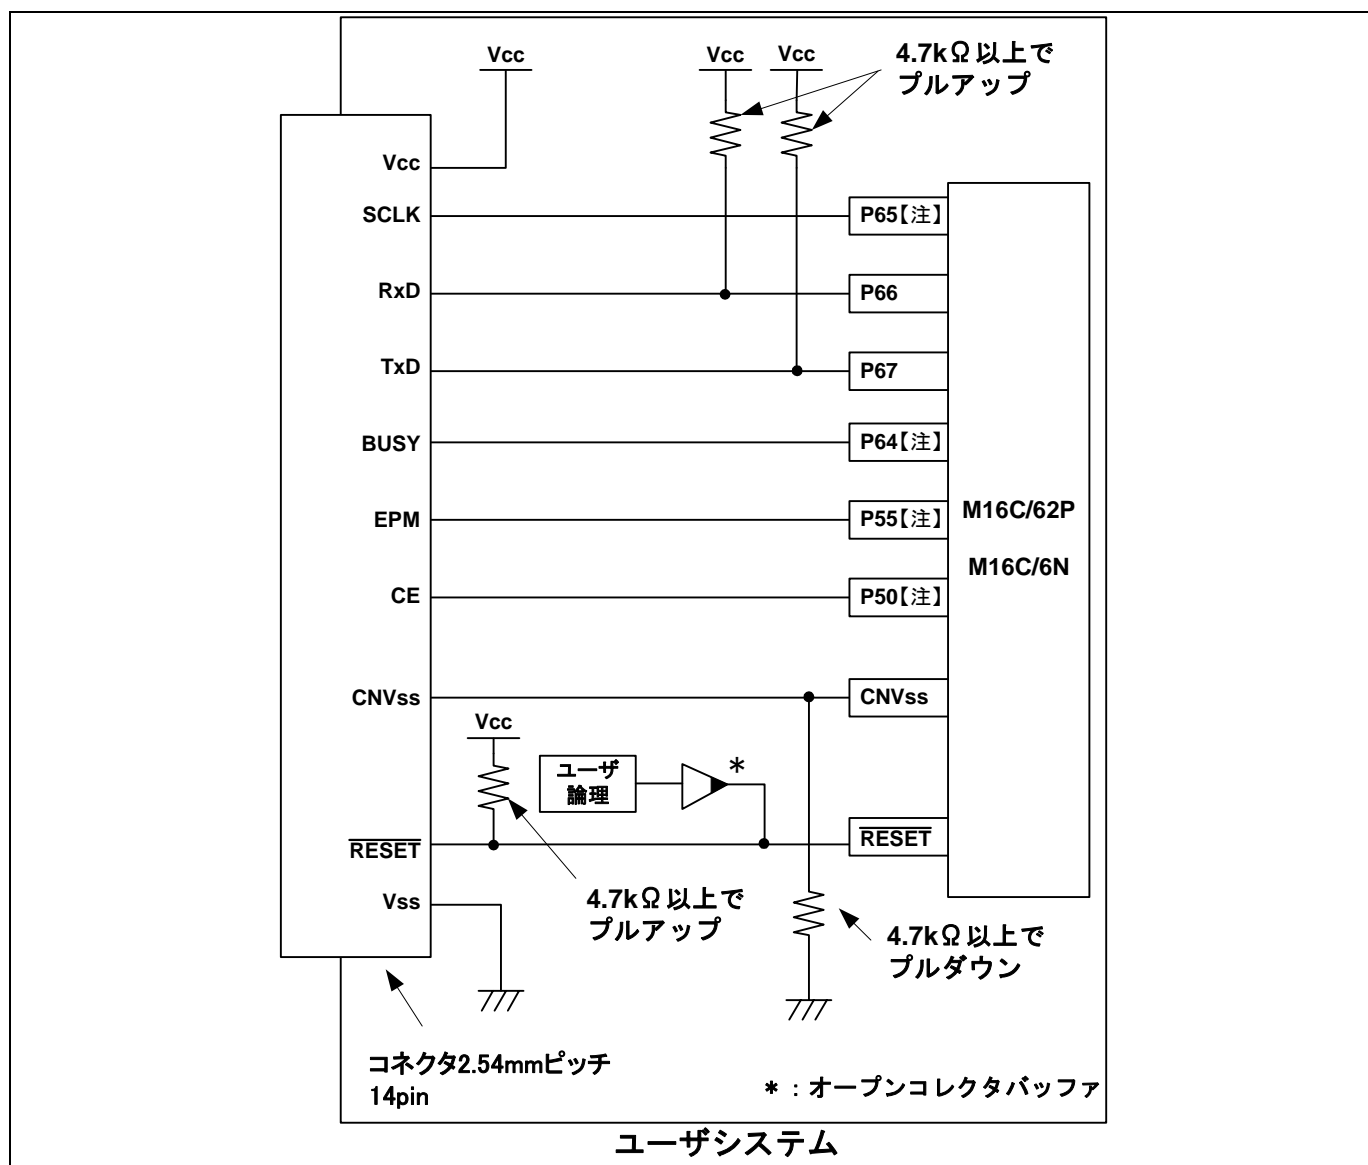 Vcc
Vcc
Vcc
4.7kΩ以上で
プルアップ
Vcc
SCLK
P65【注】
RxD
P66
TxD
P67
BUSY
P64【注】
EPM
P55【注】
M16C/62P
M16C/6N
CE
P50【注】
CNVss
CNVss
Vcc
ユーザ
論理
*
RESET
RESET
Vss
4.7kΩ以上で
プルアップ
4.7kΩ以上で
プルダウン
コネクタ2.54mmピッチ
14pin
*：オープンコレクタバッファ
ユーザシステム